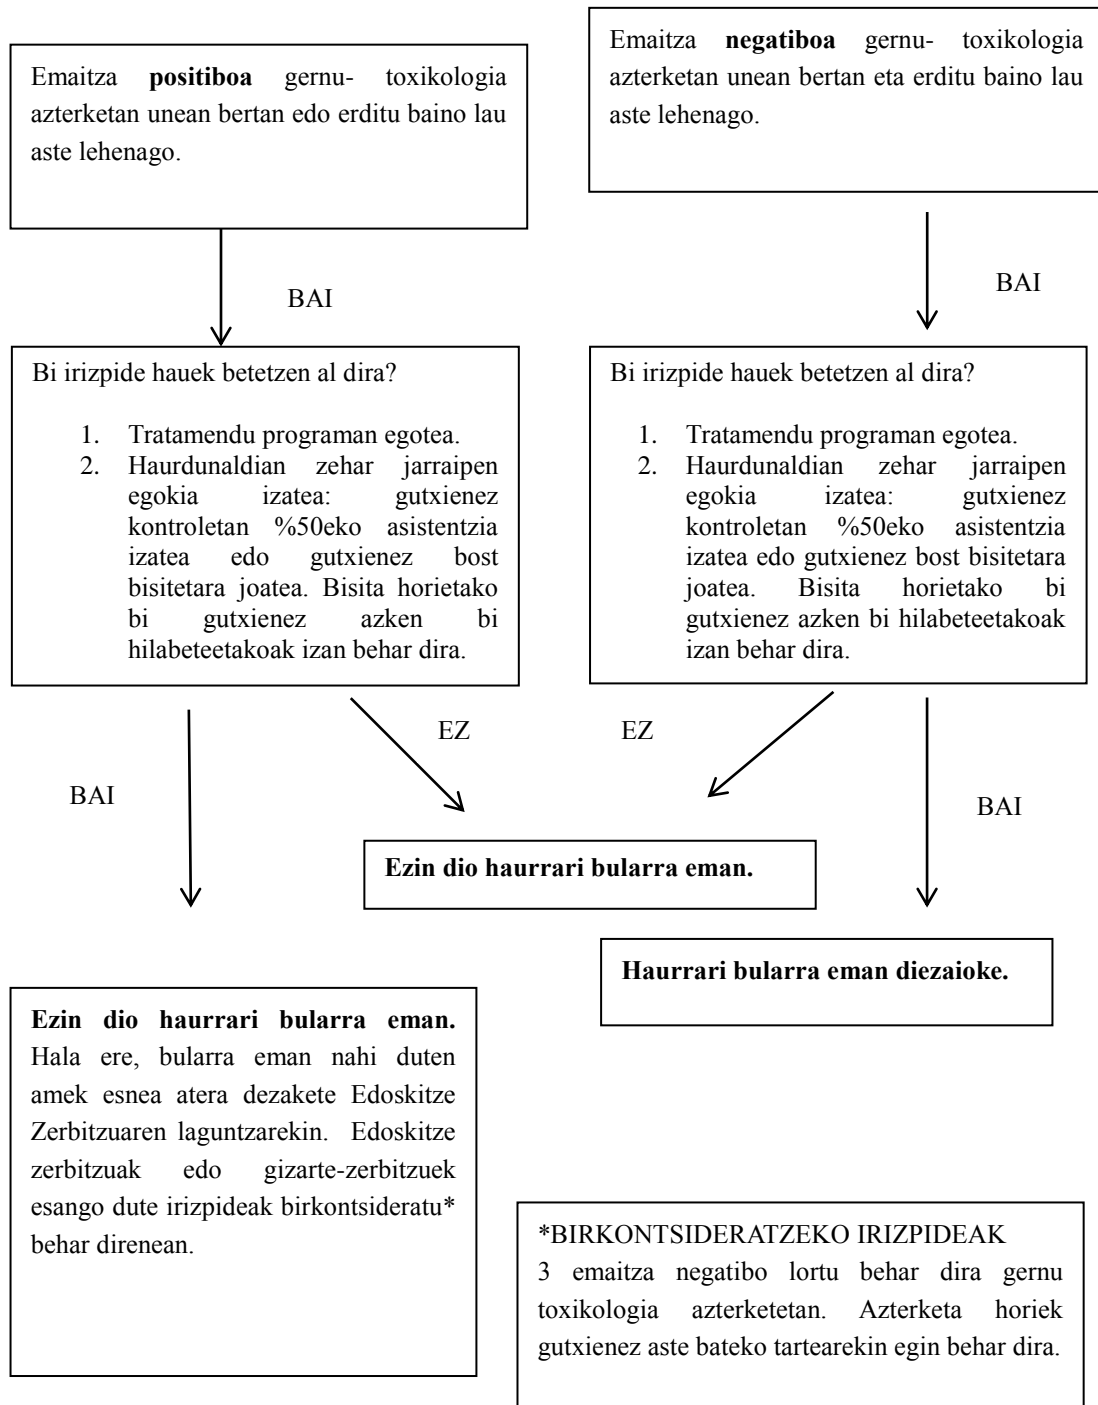 Emaitza positiboa gernu- toxikologia
azterketan unean bertan edo erditu baino lau
aste lehenago.
Emaitza negatiboa gernu- toxikologia
azterketan unean bertan eta erditu baino lau
aste lehenago.
BAI
BAI
Bi irizpide hauek betetzen al dira?
1. Tratamendu programan egotea.
2. Haurdunaldian zehar jarraipen
egokia izatea: gutxienez
kontroletan %50eko asistentzia
izatea edo gutxienez bost
bisitetara joatea. Bisita horietako
bi gutxienez azken bi
hilabeteetakoak izan behar dira.
Bi irizpide hauek betetzen al dira?
1. Tratamendu programan egotea.
2. Haurdunaldian zehar jarraipen
egokia izatea: gutxienez
kontroletan %50eko asistentzia
izatea edo gutxienez bost bisitetara
joatea. Bisita horietako bi
gutxienez azken bi hilabeteetakoak
izan behar dira.
EZ
EZ
BAI
BAI
Ezin dio haurrari bularra eman.
Haurrari bularra eman diezaioke.
Ezin dio haurrari bularra eman.
Hala ere, bularra eman nahi duten
amek esnea atera dezakete Edoskitze
Zerbitzuaren laguntzarekin. Edoskitze
zerbitzuak edo gizarte-zerbitzuek
esango dute irizpideak birkontsideratu*
behar direnean.
*BIRKONTSIDERATZEKO IRIZPIDEAK
3 emaitza negatibo lortu behar dira gernu
toxikologia azterketetan. Azterketa horiek
gutxienez aste bateko tartearekin egin behar dira.